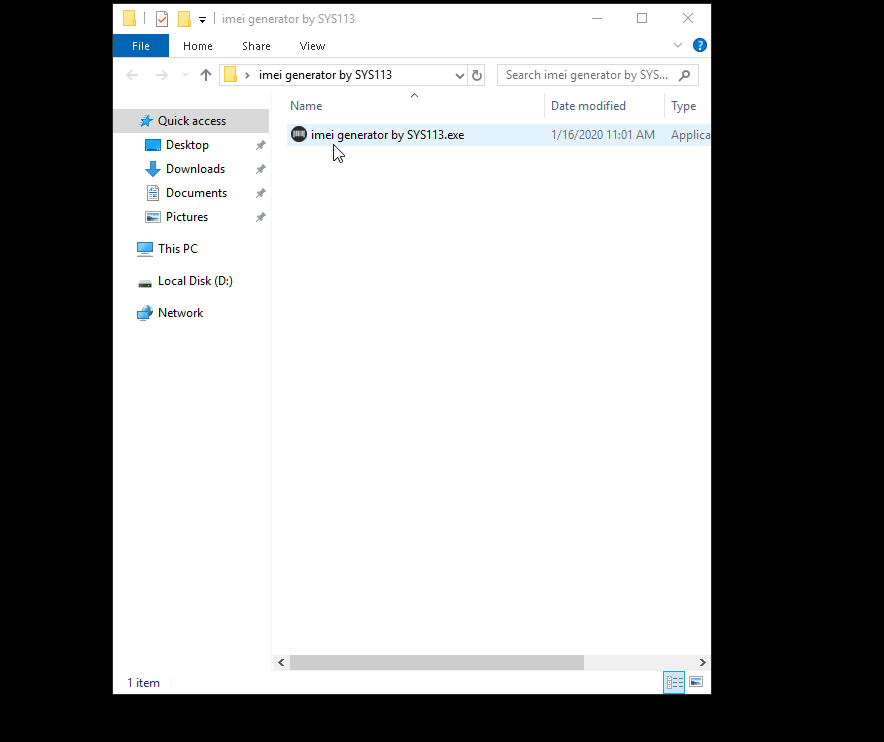 imei generator by SYS113
File Home Share View
imei generator by SYS113
Search imei generator by SYS...
Name Date modified Type
Quick access
imei generator by SYS113.exe 1/16/2020 11:01 AM Applica
Desktop
Downloads
Documents
Pictures
This PC
Local Disk (D:)
Network
1 item